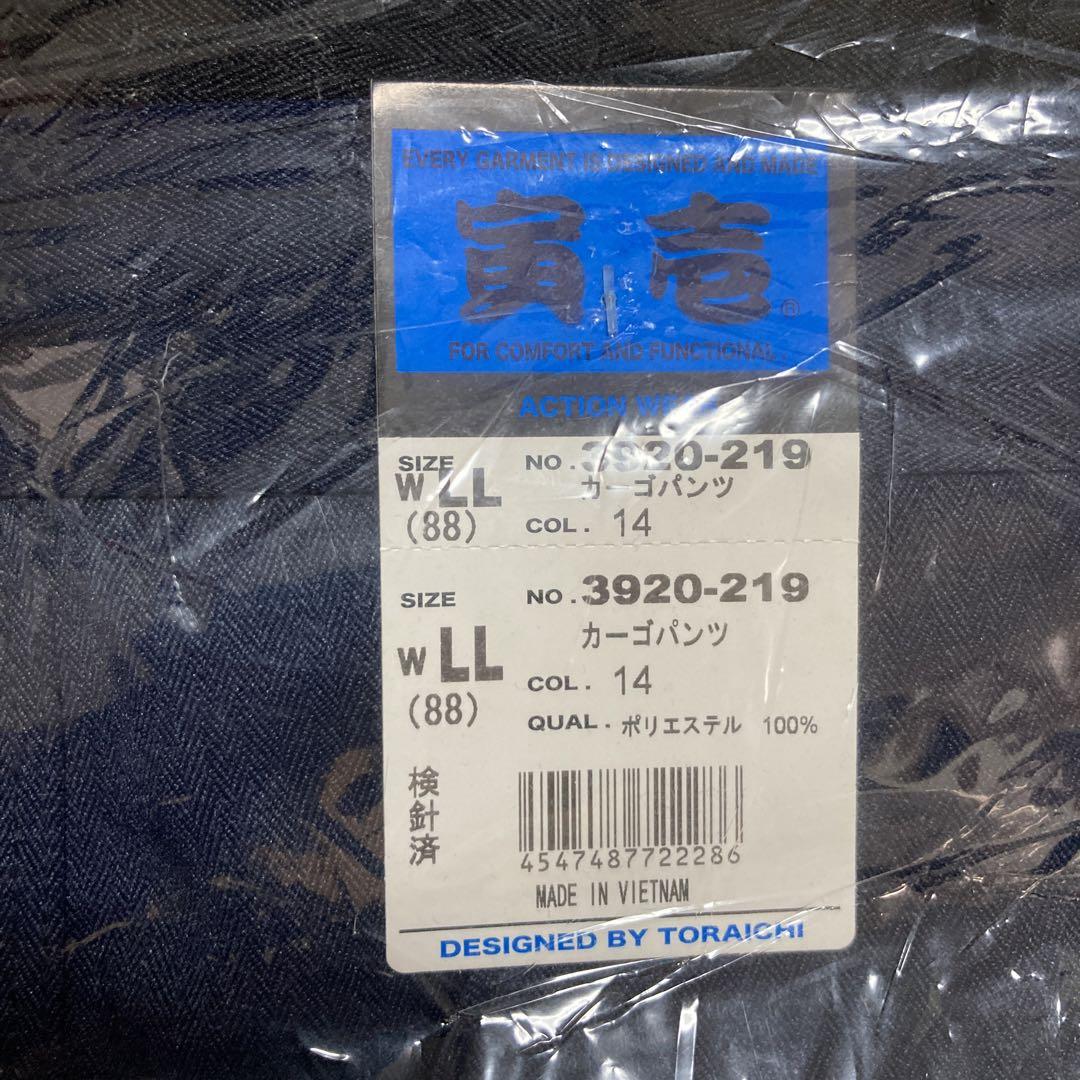 EVERY GARMENT IS DESIGNED AND MADE
寅壱®
FOR COMFORT AND FUNCTIONAL.
ACTION WEAR
SIZE NO. 3920-219
W LL カーゴパンツ
(88) COL. 14
SIZE NO. 3920-219
カーゴパンツ
W LL COL. 14
(88) QUAL. ポリエステル 100%
検針済
4547487722286
MADE IN VIETNAM
DESIGNED BY TORAICHI